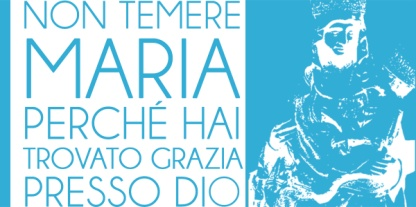 NON TEMERE
MARIA
PERCHÉ HAI
TROVATO GRAZIA
PRESSO DIO